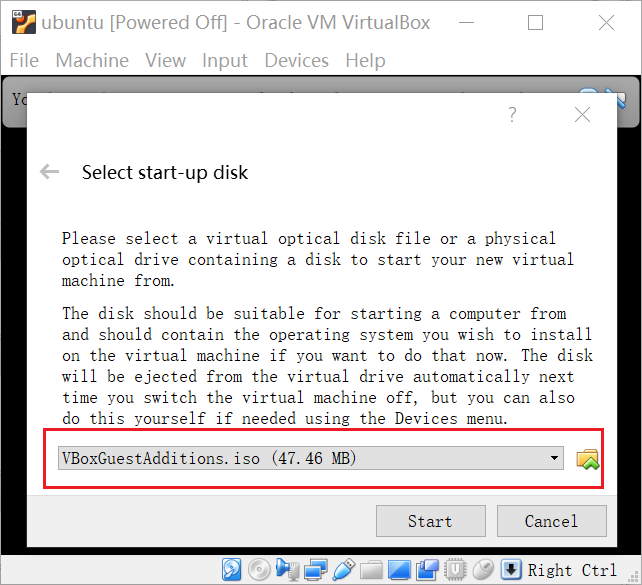 ubuntu [Powered Off] - Oracle VM VirtualBox
File Machine View Input Devices Help
?
Select start-up disk
Please select a virtual optical disk file or a physical
optical drive containing a disk to start your new virtual
machine from.
The disk should be suitable for starting a computer from
and should contain the operating system you wish to install
on the virtual machine if you want to do that now. The disk
will be ejected from the virtual drive automatically next
time you switch the virtual machine off, but you can also
do this yourself if needed using the Devices menu.
VBoxGuestAdditions.iso (47.46 MB)
Start Cancel
Right Ctrl